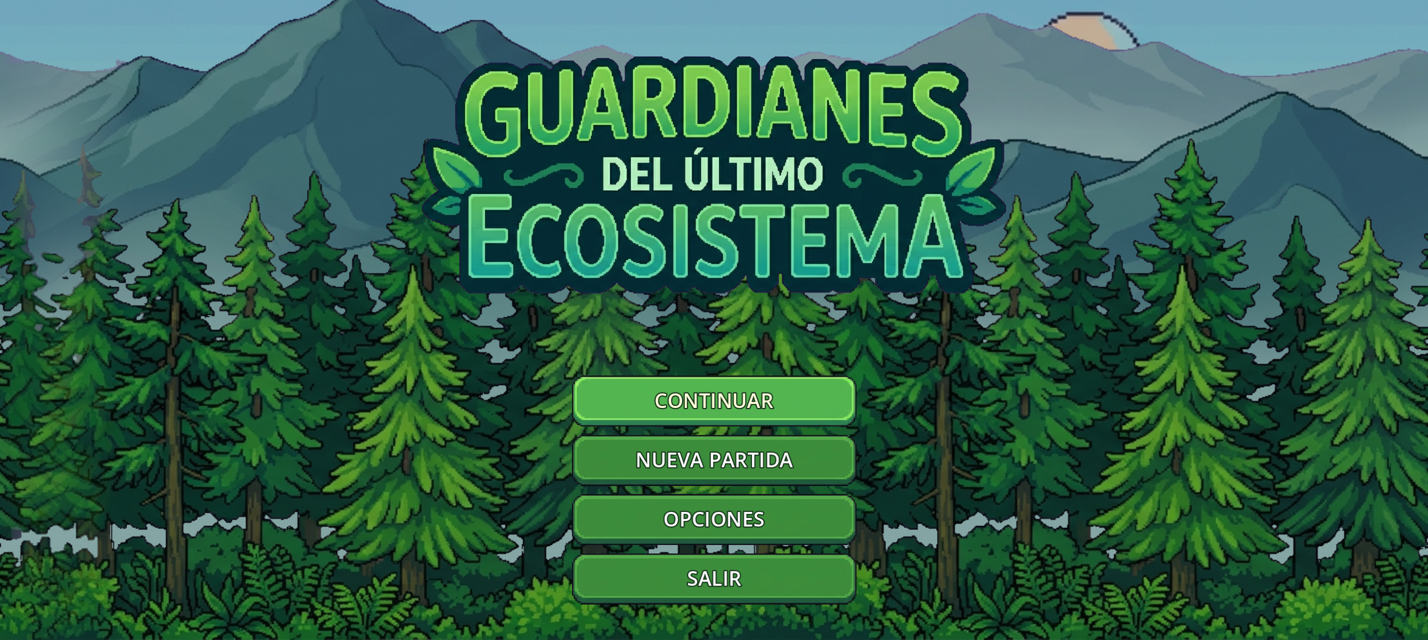 GUARDIANES
DEL ÚLTIMO
ECOSISTEMA
CONTINUAR
NUEVA PARTIDA
OPCIONES
SALIR